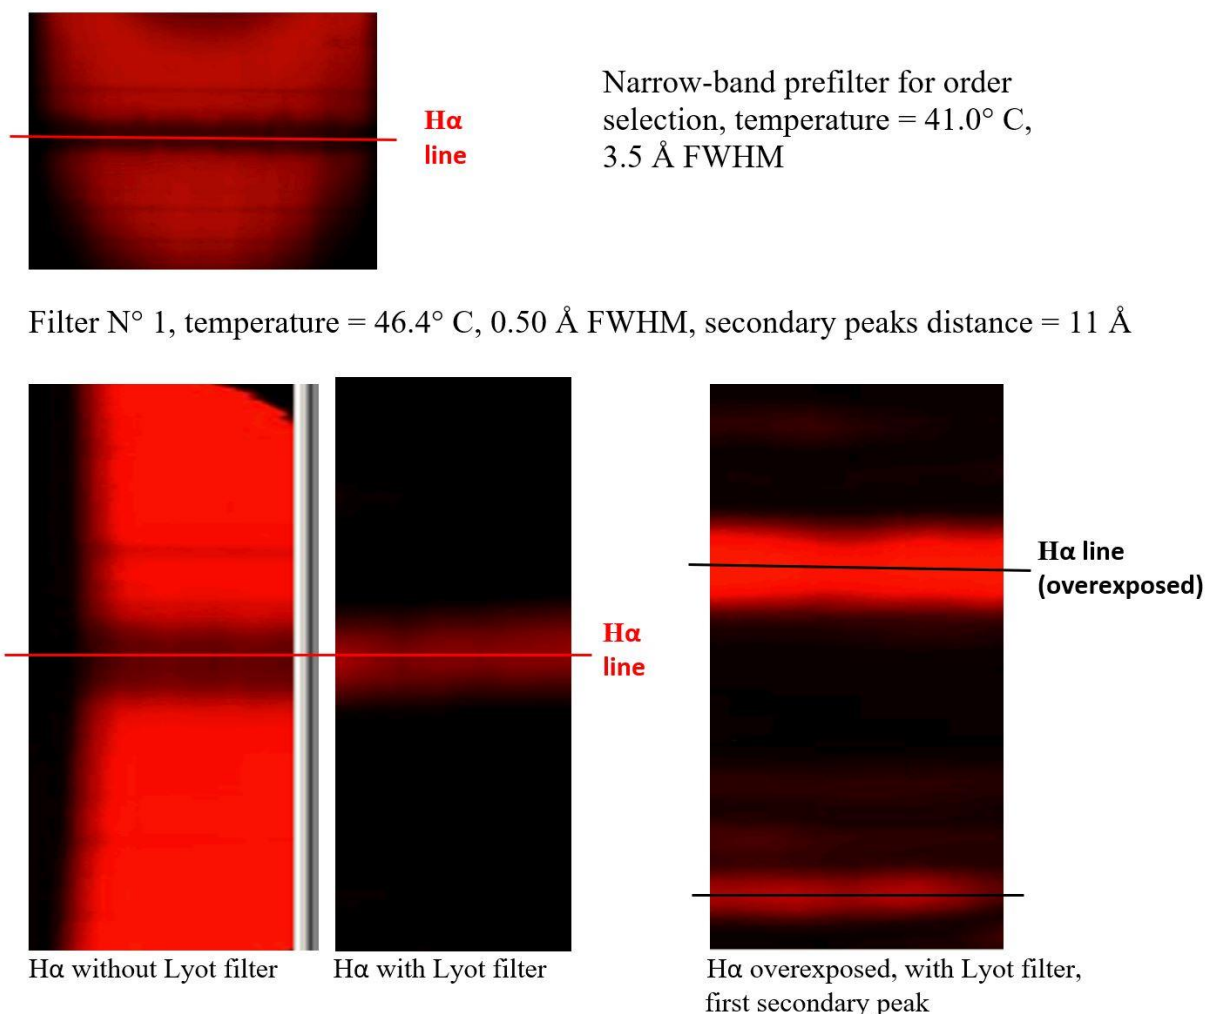 Hα
line
Narrow-band prefilter for order
selection, temperature = 41.0° C,
3.5 Å FWHM
Filter N° 1, temperature = 46.4° C, 0.50 Å FWHM, secondary peaks distance = 11 Å
Hα
line
Hα line
(overexposed)
Hα without Lyot filter
Hα with Lyot filter
Hα overexposed, with Lyot filter,
first secondary peak